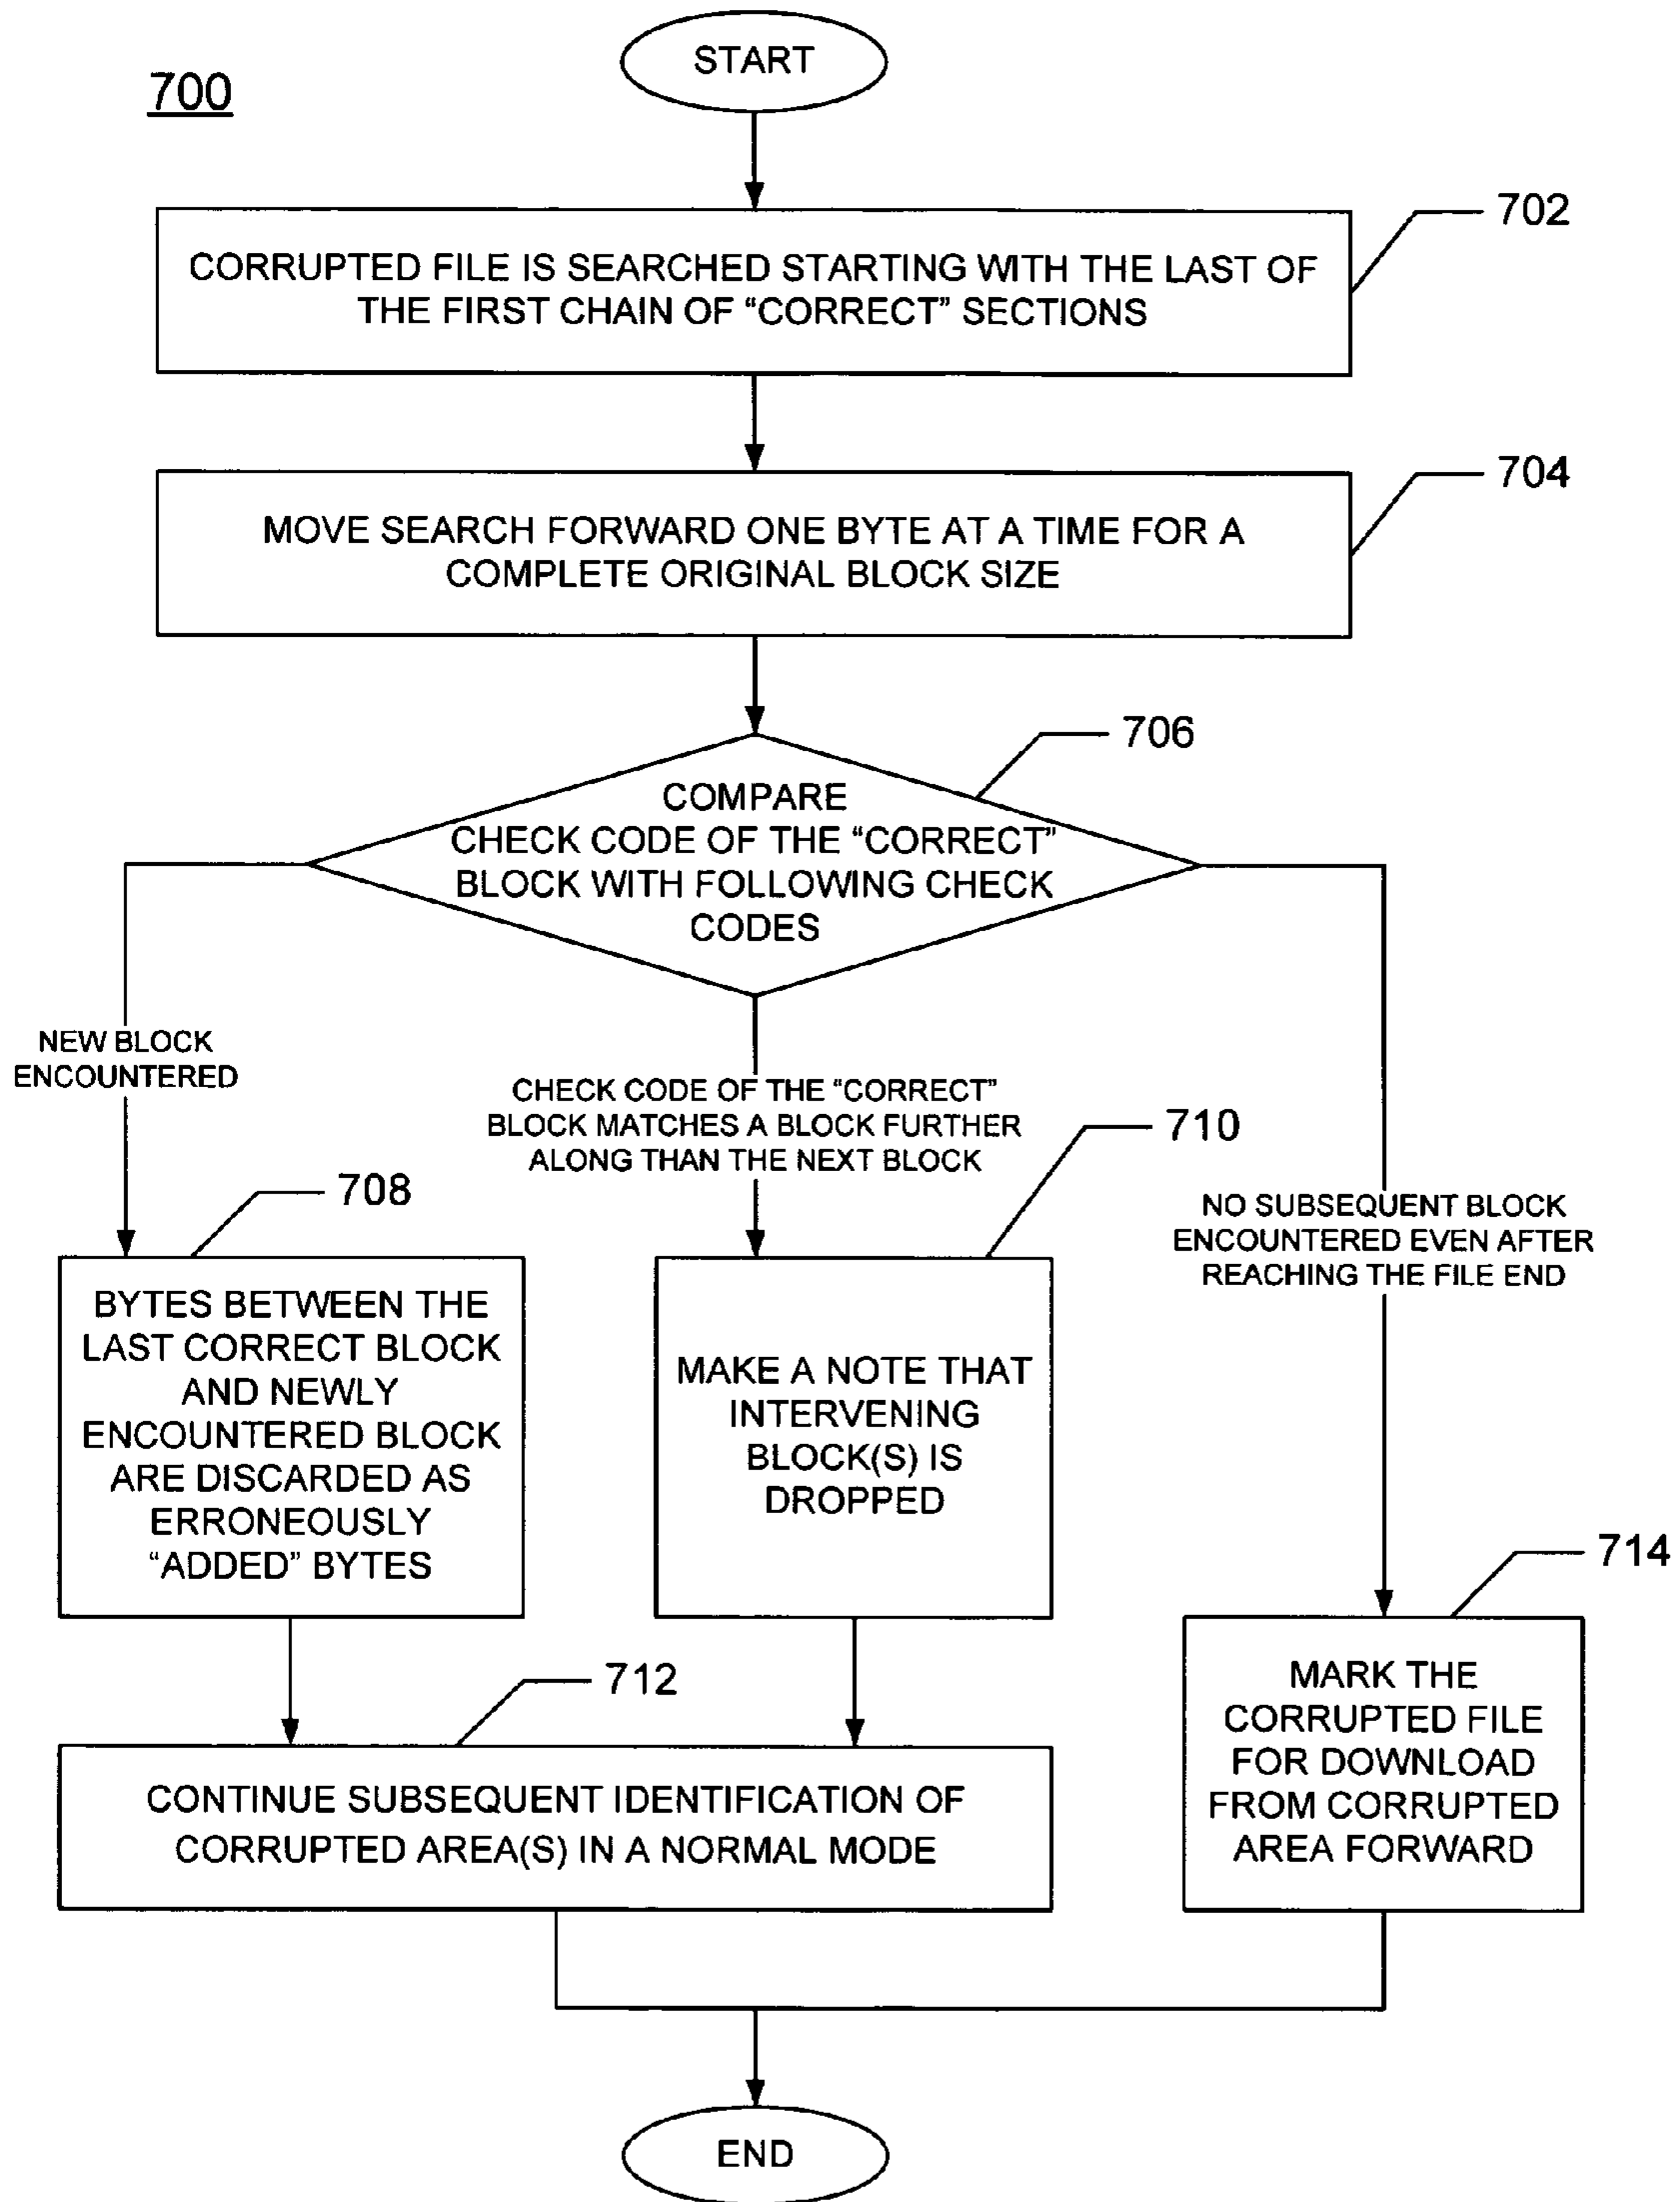 START
700
702
CORRUPTED FILE IS SEARCHED STARTING WITH THE LAST OF
THE FIRST CHAIN OF “CORRECT” SECTIONS
704
MOVE SEARCH FORWARD ONE BYTE AT A TIME FOR A
COMPLETE ORIGINAL BLOCK SIZE
706
COMPARE
CHECK CODE OF THE “CORRECT”
BLOCK WITH FOLLOWING CHECK
CODES
NEW BLOCK
ENCOUNTERED
CHECK CODE OF THE “CORRECT”
BLOCK MATCHES A BLOCK FURTHER
ALONG THAN THE NEXT BLOCK
NO SUBSEQUENT BLOCK
ENCOUNTERED EVEN AFTER
REACHING THE FILE END
708
BYTES BETWEEN THE
LAST CORRECT BLOCK
AND NEWLY
ENCOUNTERED BLOCK
ARE DISCARDED AS
ERRONEOUSLY
“ADDED” BYTES
710
MAKE A NOTE THAT
INTERVENING
BLOCK(S) IS
DROPPED
714
MARK THE
CORRUPTED FILE
FOR DOWNLOAD
FROM CORRUPTED
AREA FORWARD
712
CONTINUE SUBSEQUENT IDENTIFICATION OF
CORRUPTED AREA(S) IN A NORMAL MODE
END